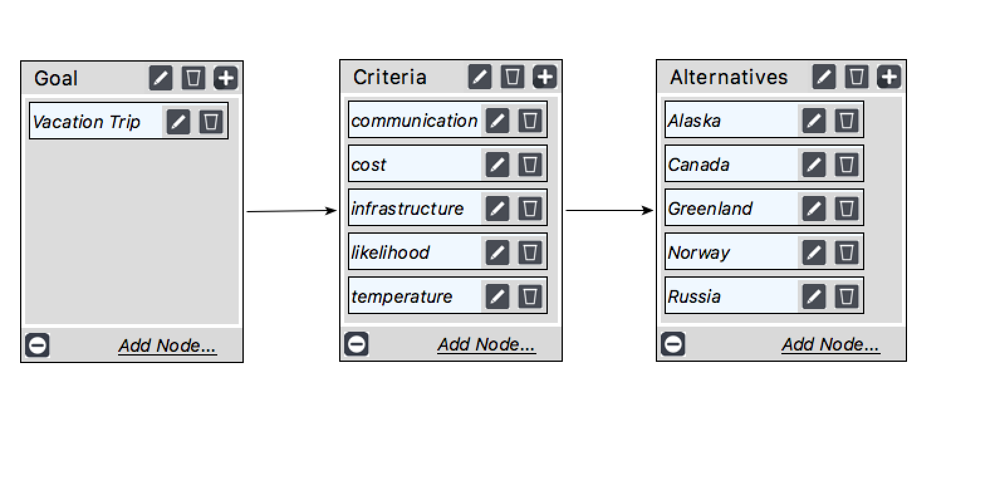 Goal
Vacation Trip
Add Node...
Criteria
communication
cost
infrastructure
likelihood
temperature
Add Node...
Alternatives
Alaska
Canada
Greenland
Norway
Russia
Add Node...